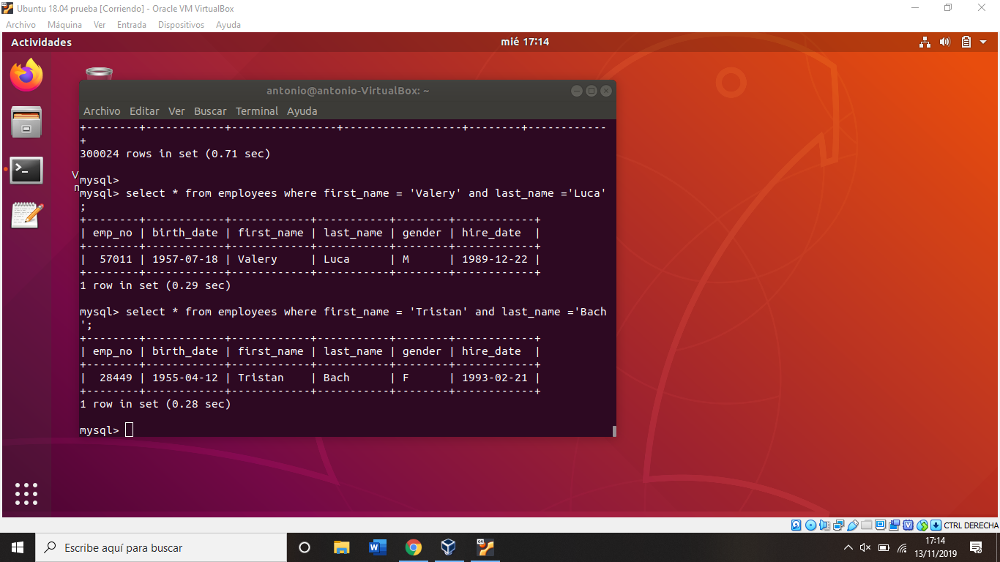 Ubuntu 18.04 prueba [Corriendo] - Oracle VM VirtualBox
Archivo Máquina Ver Entrada Dispositivos Ayuda
Actividades mié 17:14
antonio@antonio-VirtualBox: ~
Archivo Editar Ver Buscar Terminal Ayuda
+--------+------------+----------------+------------------+--------+------------
+
300024 rows in set (0.71 sec)
V
mysql>
n
mysql> select * from employees where first_name = 'Valery' and last_name ='Luca'
;
+--------+------------+------------+-----------+--------+------------+
| emp_no | birth_date | first_name | last_name | gender | hire_date  |
+--------+------------+------------+-----------+--------+------------+
|  57011 | 1957-07-18 | Valery     | Luca      | M      | 1989-12-22 |
+--------+------------+------------+-----------+--------+------------+
1 row in set (0.29 sec)
mysql> select * from employees where first_name = 'Tristan' and last_name ='Bach
';
+--------+------------+------------+-----------+--------+------------+
| emp_no | birth_date | first_name | last_name | gender | hire_date  |
+--------+------------+------------+-----------+--------+------------+
|  28449 | 1955-04-12 | Tristan    | Bach      | F      | 1993-02-21 |
+--------+------------+------------+-----------+--------+------------+
1 row in set (0.28 sec)
mysql>
CTRL DERECHA
Escribe aquí para buscar
17:14
13/11/2019